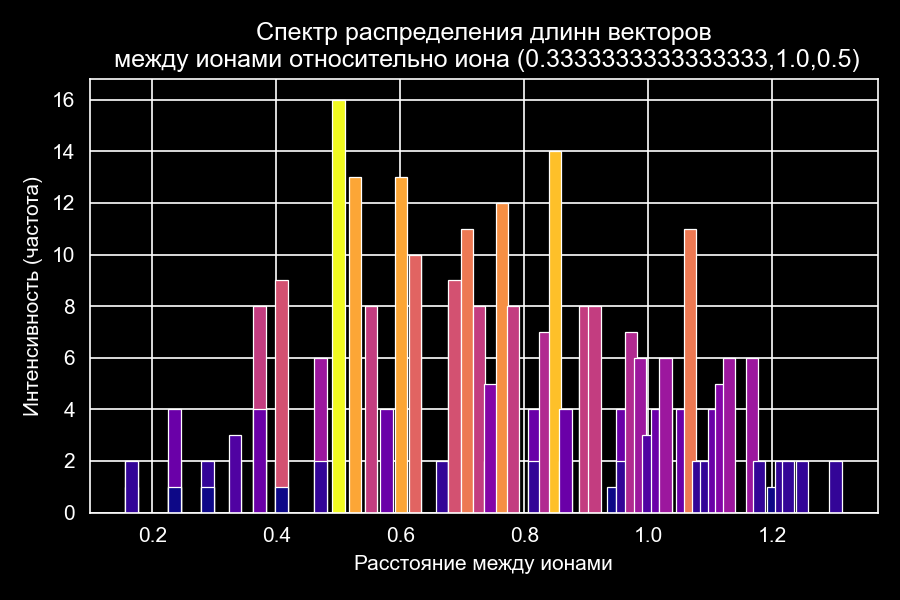 Спектр распределения длинн векторов
между ионами относительно иона (0.3333333333333333,1.0,0.5)
16
14
12
10
8
6
4
2
0
Интенсивность (частота)
0.2 0.4 0.6 0.8 1.0 1.2
Расстояние между ионами